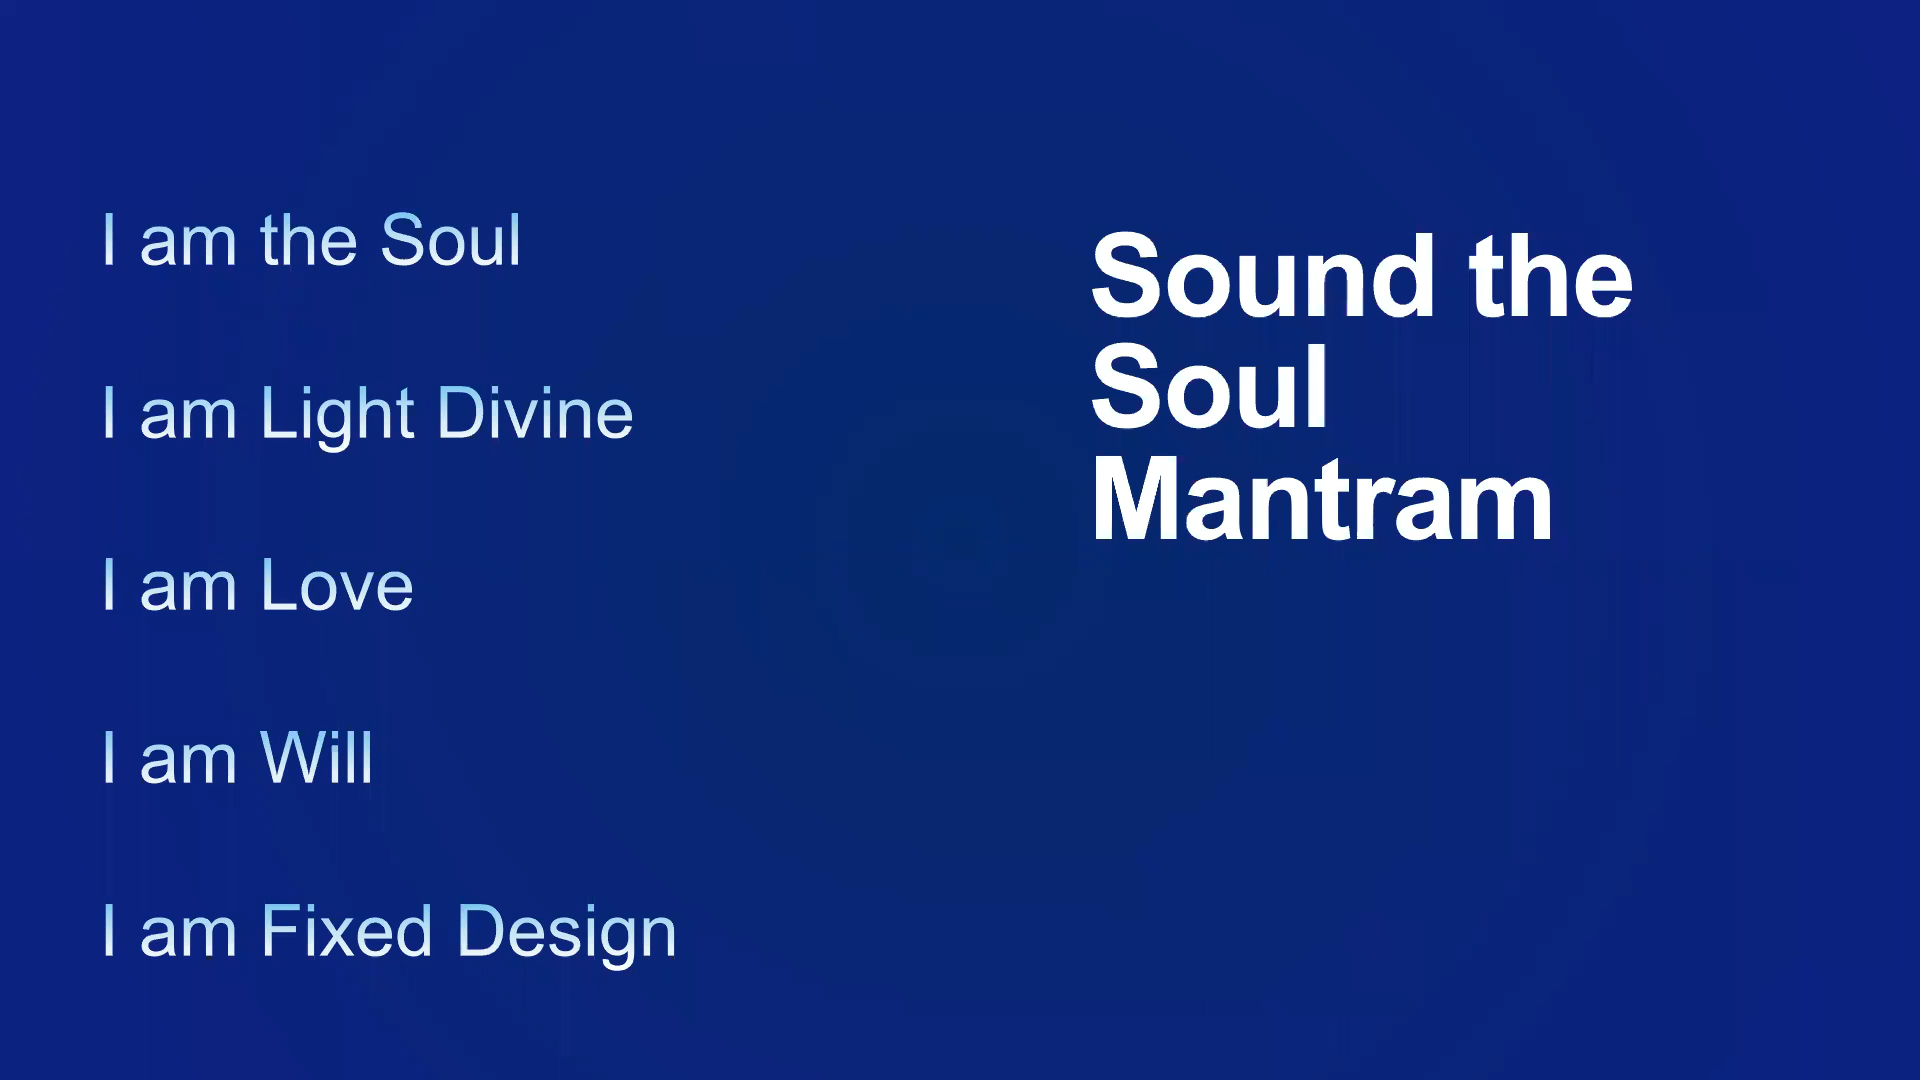 I am the Soul
I am Light Divine
I am Love
I am Will
I am Fixed Design
Sound the
Soul
Mantram